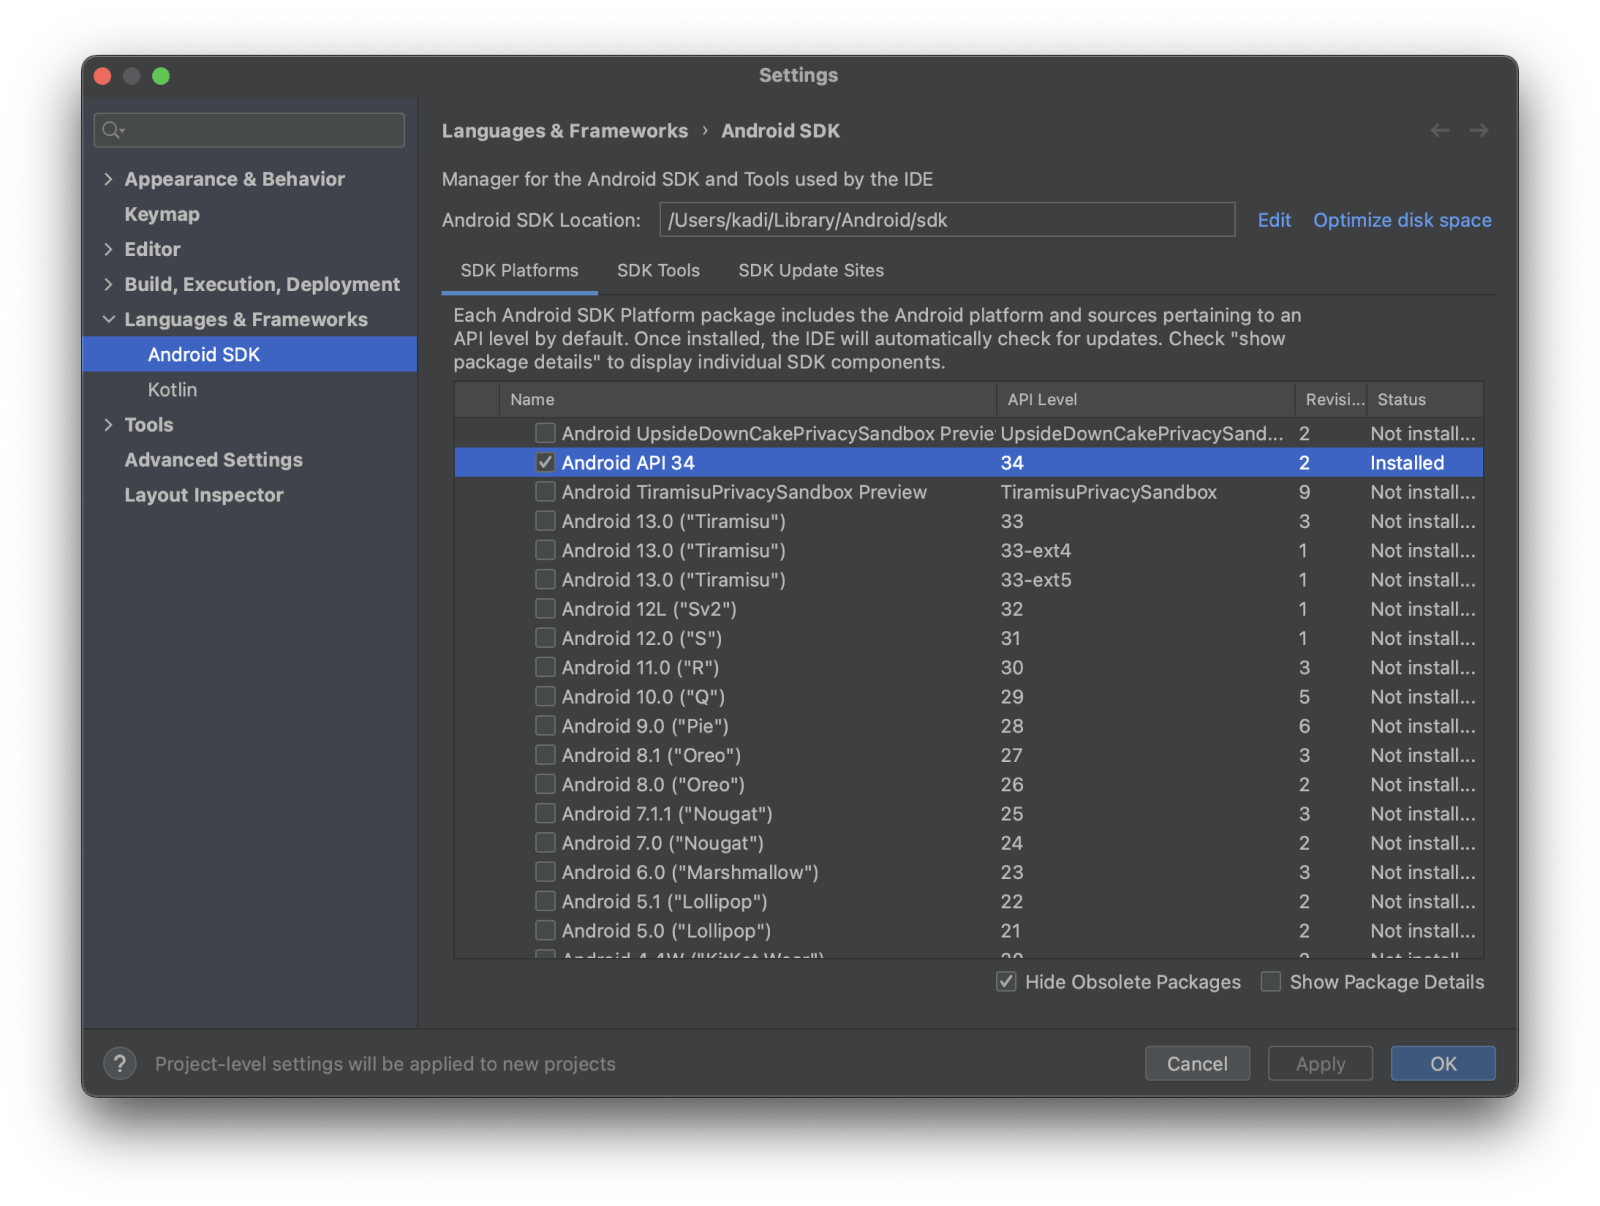 Settings
Languages & Frameworks › Android SDK
Appearance & Behavior
Keymap
Editor
Build, Execution, Deployment
Languages & Frameworks
Android SDK
Kotlin
Tools
Advanced Settings
Layout Inspector
Manager for the Android SDK and Tools used by the IDE
Android SDK Location: /Users/kadi/Library/Android/sdk Edit Optimize disk space
SDK Platforms SDK Tools SDK Update Sites
Each Android SDK Platform package includes the Android platform and sources pertaining to an
API level by default. Once installed, the IDE will automatically check for updates. Check "show
package details" to display individual SDK components.
Name API Level Revisi... Status
Android UpsideDownCakePrivacySandbox Previe UpsideDownCakePrivacySand... 2 Not install...
Android API 34 34 2 Installed
Android TiramisuPrivacySandbox Preview TiramisuPrivacySandbox 9 Not install...
Android 13.0 ("Tiramisu") 33 3 Not install...
Android 13.0 ("Tiramisu") 33-ext4 1 Not install...
Android 13.0 ("Tiramisu") 33-ext5 1 Not install...
Android 12L ("Sv2") 32 1 Not install...
Android 12.0 ("S") 31 1 Not install...
Android 11.0 ("R") 30 3 Not install...
Android 10.0 ("Q") 29 5 Not install...
Android 9.0 ("Pie") 28 6 Not install...
Android 8.1 ("Oreo") 27 3 Not install...
Android 8.0 ("Oreo") 26 2 Not install...
Android 7.1.1 ("Nougat") 25 3 Not install...
Android 7.0 ("Nougat") 24 2 Not install...
Android 6.0 ("Marshmallow") 23 3 Not install...
Android 5.1 ("Lollipop") 22 2 Not install...
Android 5.0 ("Lollipop") 21 2 Not install...
Android 4.4W ("KitKat Wear") 20 2 Not install...
Hide Obsolete Packages Show Package Details
? Project-level settings will be applied to new projects
Cancel Apply OK